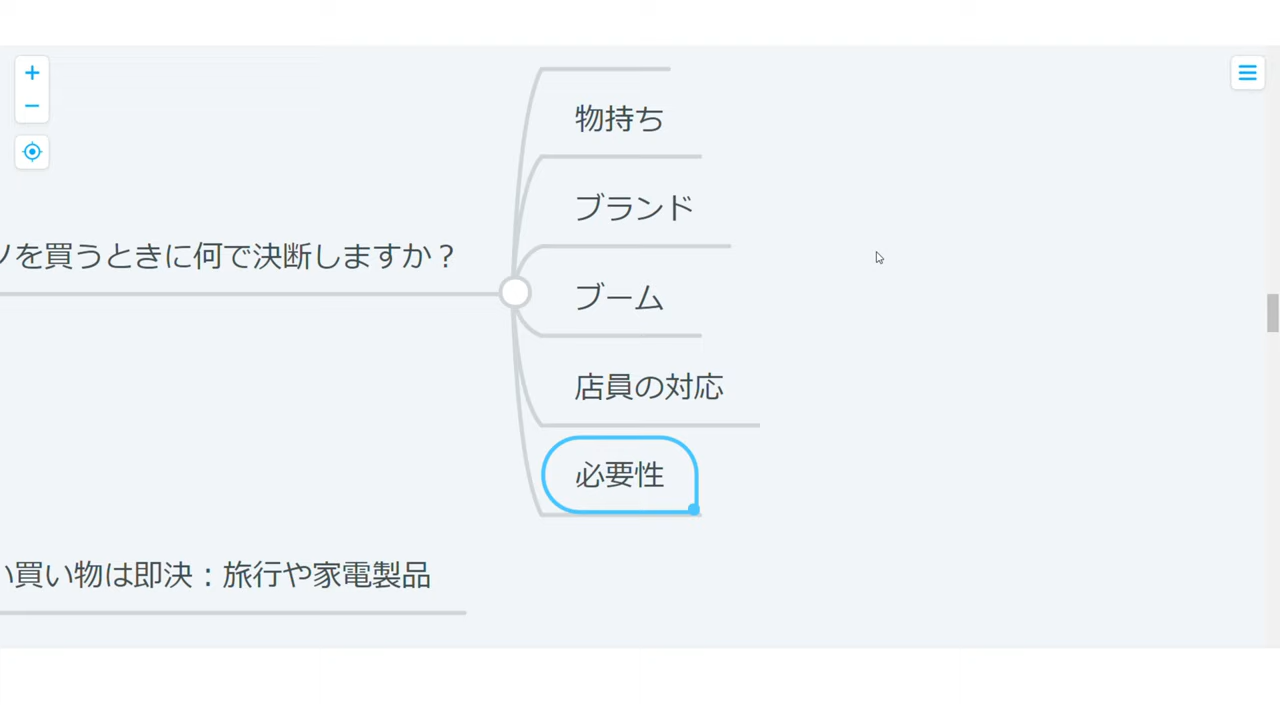 物持ち
ブランド
を買うときに何で決断しますか？
ブーム
店員の対応
必要性
買い物は即決：旅行や家電製品